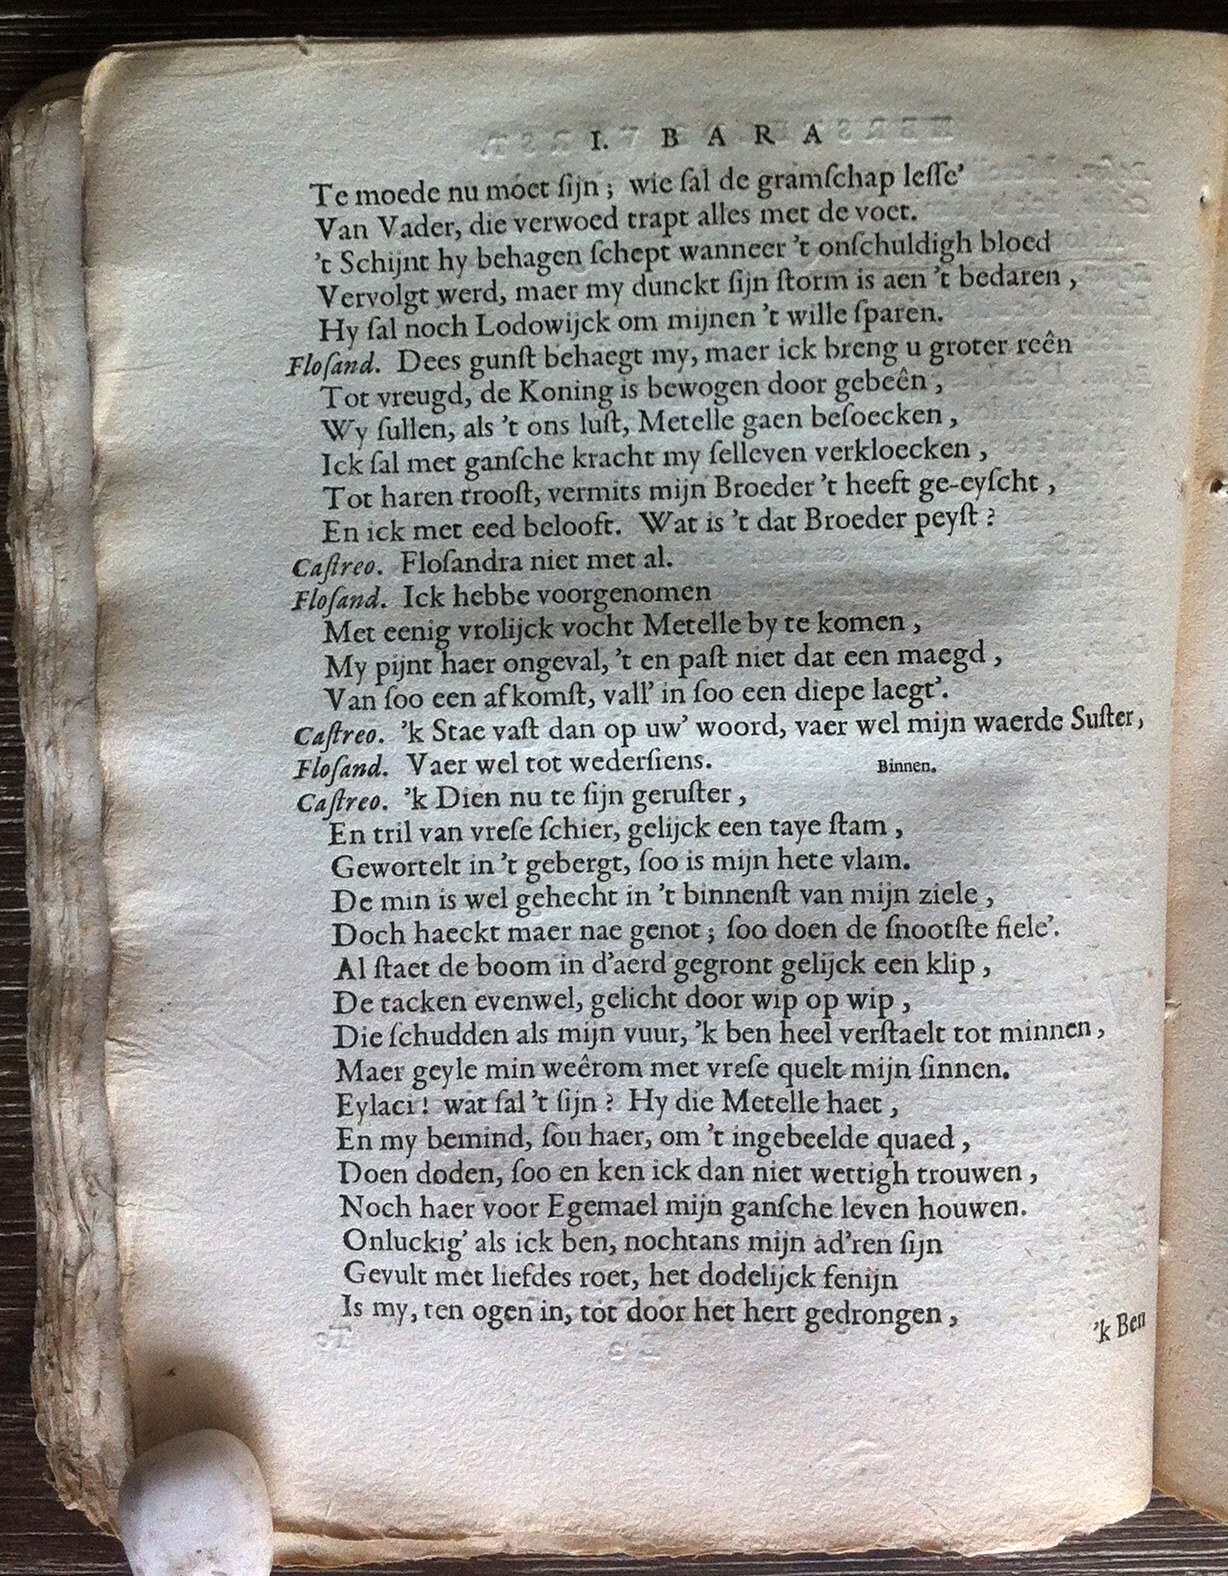 I. BARA
Te moede nu moet ſijn; wie ſal de gramſchap leſſe’
Van Vader, die verwoed trapt alles met de voet.
’t Schijnt hy behagen ſchept wanneer ’t onſchuldigh bloed
Vervolgt werd, maer my dunckt ſijn ſtorm is aen ’t bedaren,
Hy ſal noch Lodowijck om mijnen ’t wille ſparen.
Floſand. Dees gunſt behaegt my, maer ick breng u groter reên
Tot vreugd, de Koning is bewogen door gebeên,
Wy ſullen, als ’t ons luſt, Metelle gaen beſoecken,
Ick ſal met ganſche kracht my ſelleven verkloecken,
Tot haren trooſt, vermits mijn Broeder ’t heeft ge-eyſcht,
En ick met eed belooft. Wat is ’t dat Broeder peyſt?
Caſtreo. Floſandra niet met al.
Floſand. Ick hebbe voorgenomen
Met eenig vrolijck vocht Metelle by te komen,
My pijnt haer ongeval, ’t en paſt niet dat een maegd,
Van ſoo een afkomſt, vall’ in ſoo een diepe laegt’.
Caſtreo. ’k Stae vaſt dan op uw’ woord, vaer wel mijn waerde Suſter,
Floſand. Vaer wel tot wederſiens. Binnen.
Caſtreo. ’k Dien nu te ſijn geruſter,
En tril van vreſe ſchier, gelijck een taye ſtam,
Gewortelt in ’t gebergt, ſoo is mijn hete vlam.
De min is wel gehecht in ’t binnenſt van mijn ziele,
Doch haeckt maer nae genot; ſoo doen de ſnootſte fiele’.
Al ſtaet de boom in d’aerd gegront gelijck een klip,
De tacken evenwel, gelicht door wip op wip,
Die ſchudden als mijn vuur, ’k ben heel verſtaelt tot minnen,
Maer geyle min weêrom met vreſe quelt mijn ſinnen.
Eylaci! wat ſal ’t ſijn? Hy die Metelle haet,
En my bemind, ſou haer, om ’t ingebeelde quaed,
Doen doden, ſoo en ken ick dan niet wettigh trouwen,
Noch haer voor Egemael mijn ganſche leven houwen.
Onluckig’ als ick ben, nochtans mijn ad’ren ſijn
Gevult met liefdes roet, het dodelijck fenijn
Is my, ten ogen in, tot door het hert gedrongen,
’k Ben